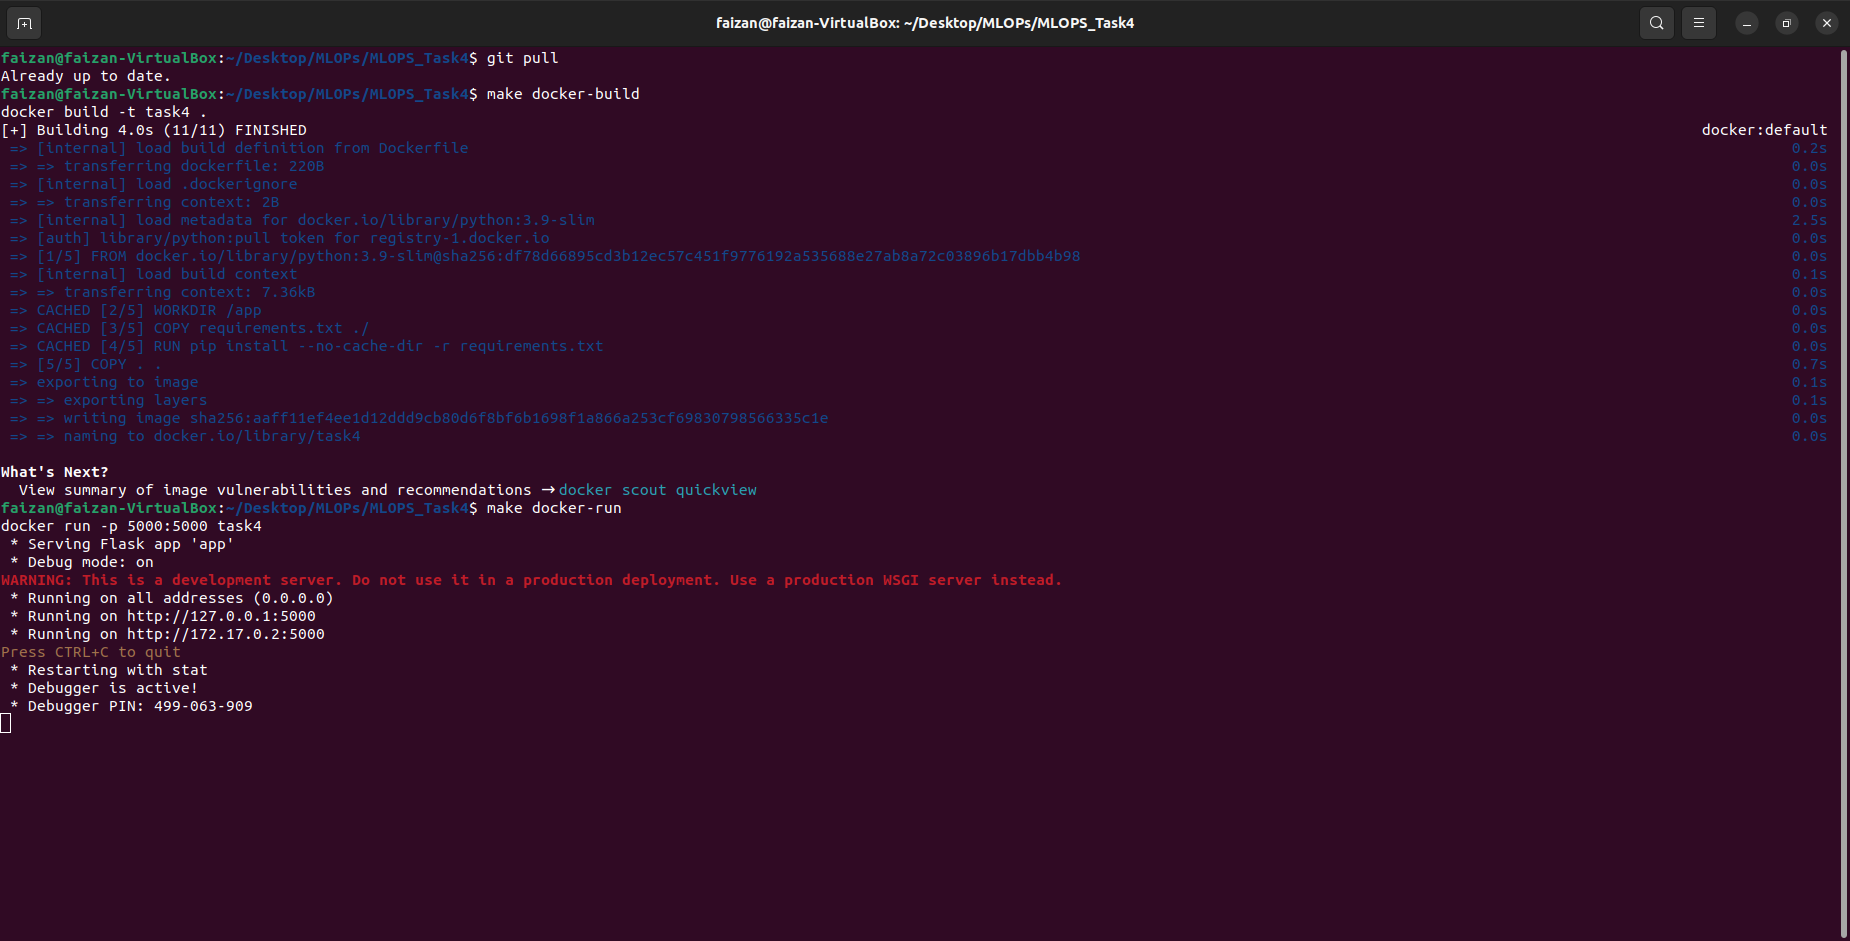 faizan@faizan-VirtualBox: ~/Desktop/MLOPs/MLOPS_Task4
faizan@faizan-VirtualBox:~/Desktop/MLOPs/MLOPS_Task4$ git pull
Already up to date.
faizan@faizan-VirtualBox:~/Desktop/MLOPs/MLOPS_Task4$ make docker-build
docker build -t task4 .
[+] Building 4.0s (11/11) FINISHED docker:default
=> [internal] load build definition from Dockerfile 0.2s
=> => transferring dockerfile: 220B 0.0s
=> [internal] load .dockerignore 0.0s
=> => transferring context: 2B 0.0s
=> [internal] load metadata for docker.io/library/python:3.9-slim 2.5s
=> [auth] library/python:pull token for registry-1.docker.io 0.0s
=> [1/5] FROM docker.io/library/python:3.9-slim@sha256:df78d66895cd3b12ec57c451f9776192a535688e27ab8a72c03896b17dbb4b98 0.0s
=> [internal] load build context 0.1s
=> => transferring context: 7.36kB 0.0s
=> CACHED [2/5] WORKDIR /app 0.0s
=> CACHED [3/5] COPY requirements.txt ./ 0.0s
=> CACHED [4/5] RUN pip install --no-cache-dir -r requirements.txt 0.0s
=> [5/5] COPY . . 0.7s
=> exporting to image 0.1s
=> => exporting layers 0.1s
=> => writing image sha256:aaff11ef4ee1d12ddd9cb80d6f8bf6b1698f1a866a253cf69830798566335c1e 0.0s
=> => naming to docker.io/library/task4 0.0s
What's Next?
View summary of image vulnerabilities and recommendations → docker scout quickview
faizan@faizan-VirtualBox:~/Desktop/MLOPs/MLOPS_Task4$ make docker-run
docker run -p 5000:5000 task4
* Serving Flask app 'app'
* Debug mode: on
WARNING: This is a development server. Do not use it in a production deployment. Use a production WSGI server instead.
* Running on all addresses (0.0.0.0)
* Running on http://127.0.0.1:5000
* Running on http://172.17.0.2:5000
Press CTRL+C to quit
* Restarting with stat
* Debugger is active!
* Debugger PIN: 499-063-909